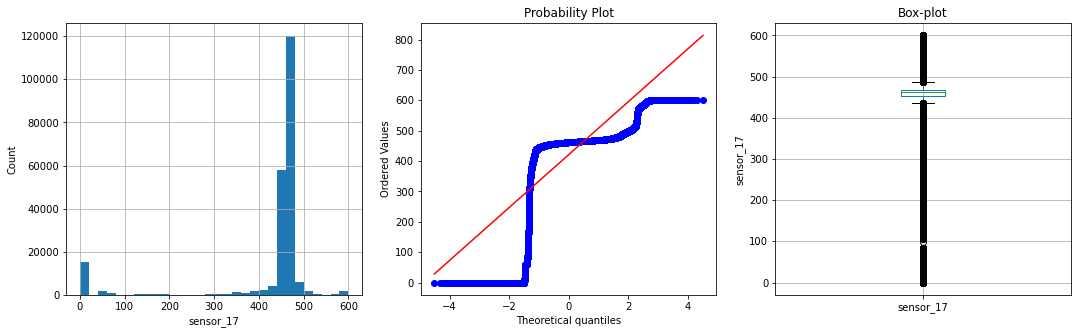 120000
100000
80000
60000
40000
20000
0
Count
0 100 200 300 400 500 600
sensor_17
Probability Plot
800
700
600
500
400
300
200
100
0
Ordered Values
−4 −2 0 2 4
Theoretical quantiles
Box-plot
600
500
400
300
200
100
0
sensor_17
sensor_17